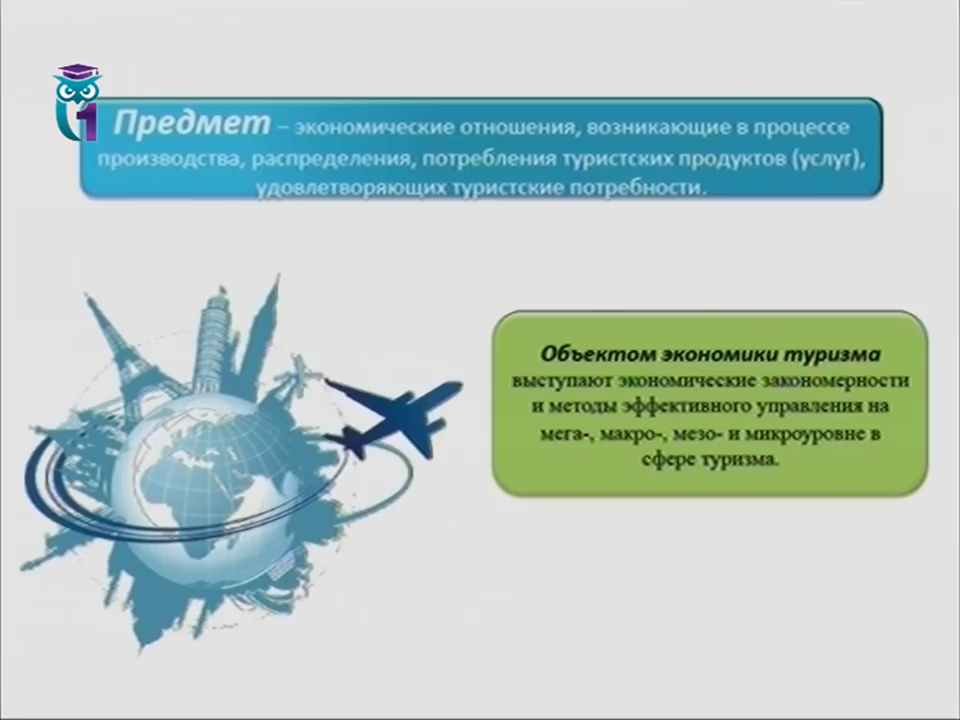 Предмет – экономические отношения, возникающие в процессе
производства, распределения, потребления туристских продуктов (услуг),
удовлетворяющих туристские потребности.
Объектом экономики туризма
выступают экономические закономерности
и методы эффективного управления на
мега-, макро-, мезо- и микроуровне в
сфере туризма.
1